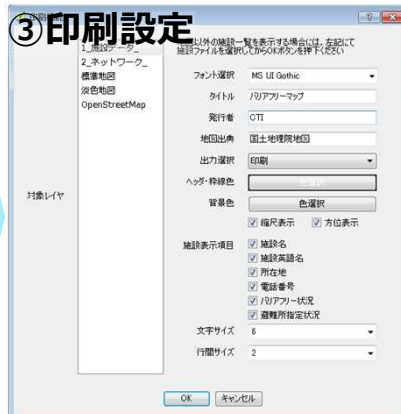 ③印刷設定
1_施設データ_
2_ネットワーク_
標準地図
淡色地図
OpenStreetMap
対象レイヤ
以外の施設一覧を表示する場合には、左記にて
施設ファイルを選択してからOKボタンを押下ください
フォント選択 MS UI Gothic
タイトル バリアフリーマップ
発行者 CTI
地図出典 国土地理院地図
出力選択 印刷
ヘッダ・枠線色 色選択
背景色 色選択
縮尺表示 方位表示
施設表示項目 施設名
施設英語名
所在地
電話番号
バリアフリー状況
避難所指定状況
文字サイズ 6
行間サイズ 2
OK キャンセル